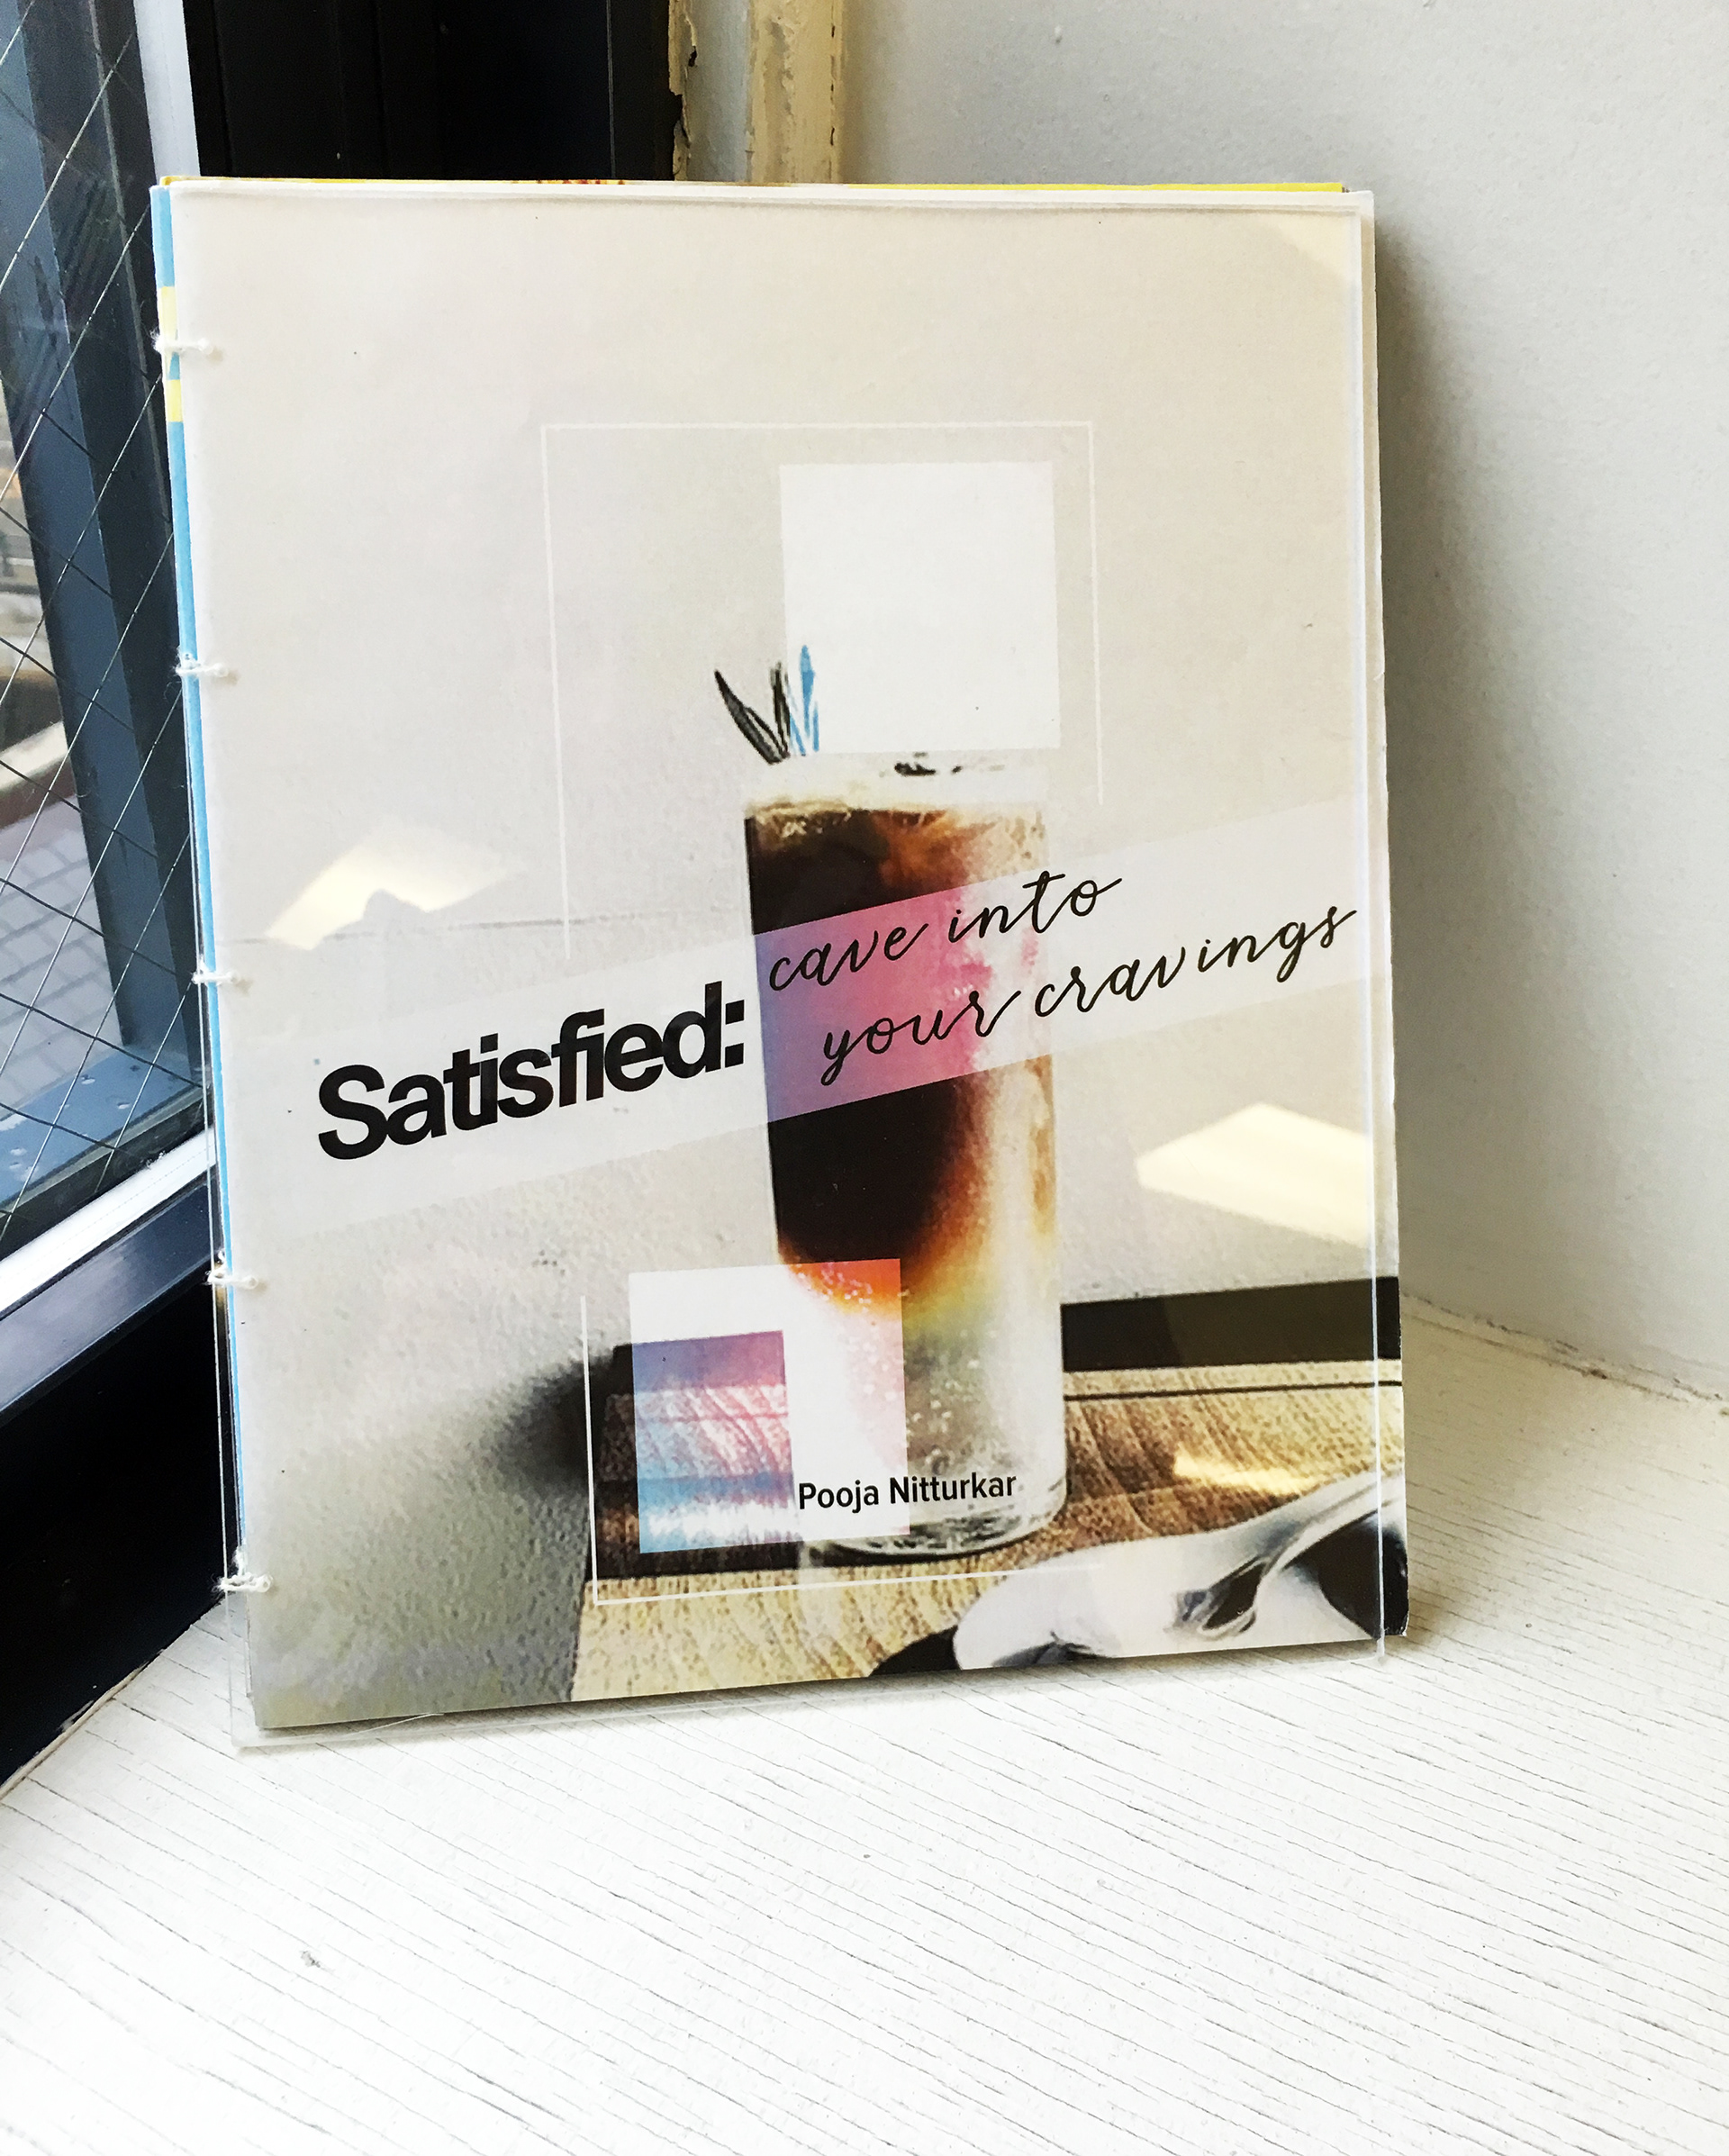 Satisfied: cave into
your cravings
Pooja Nitturkar